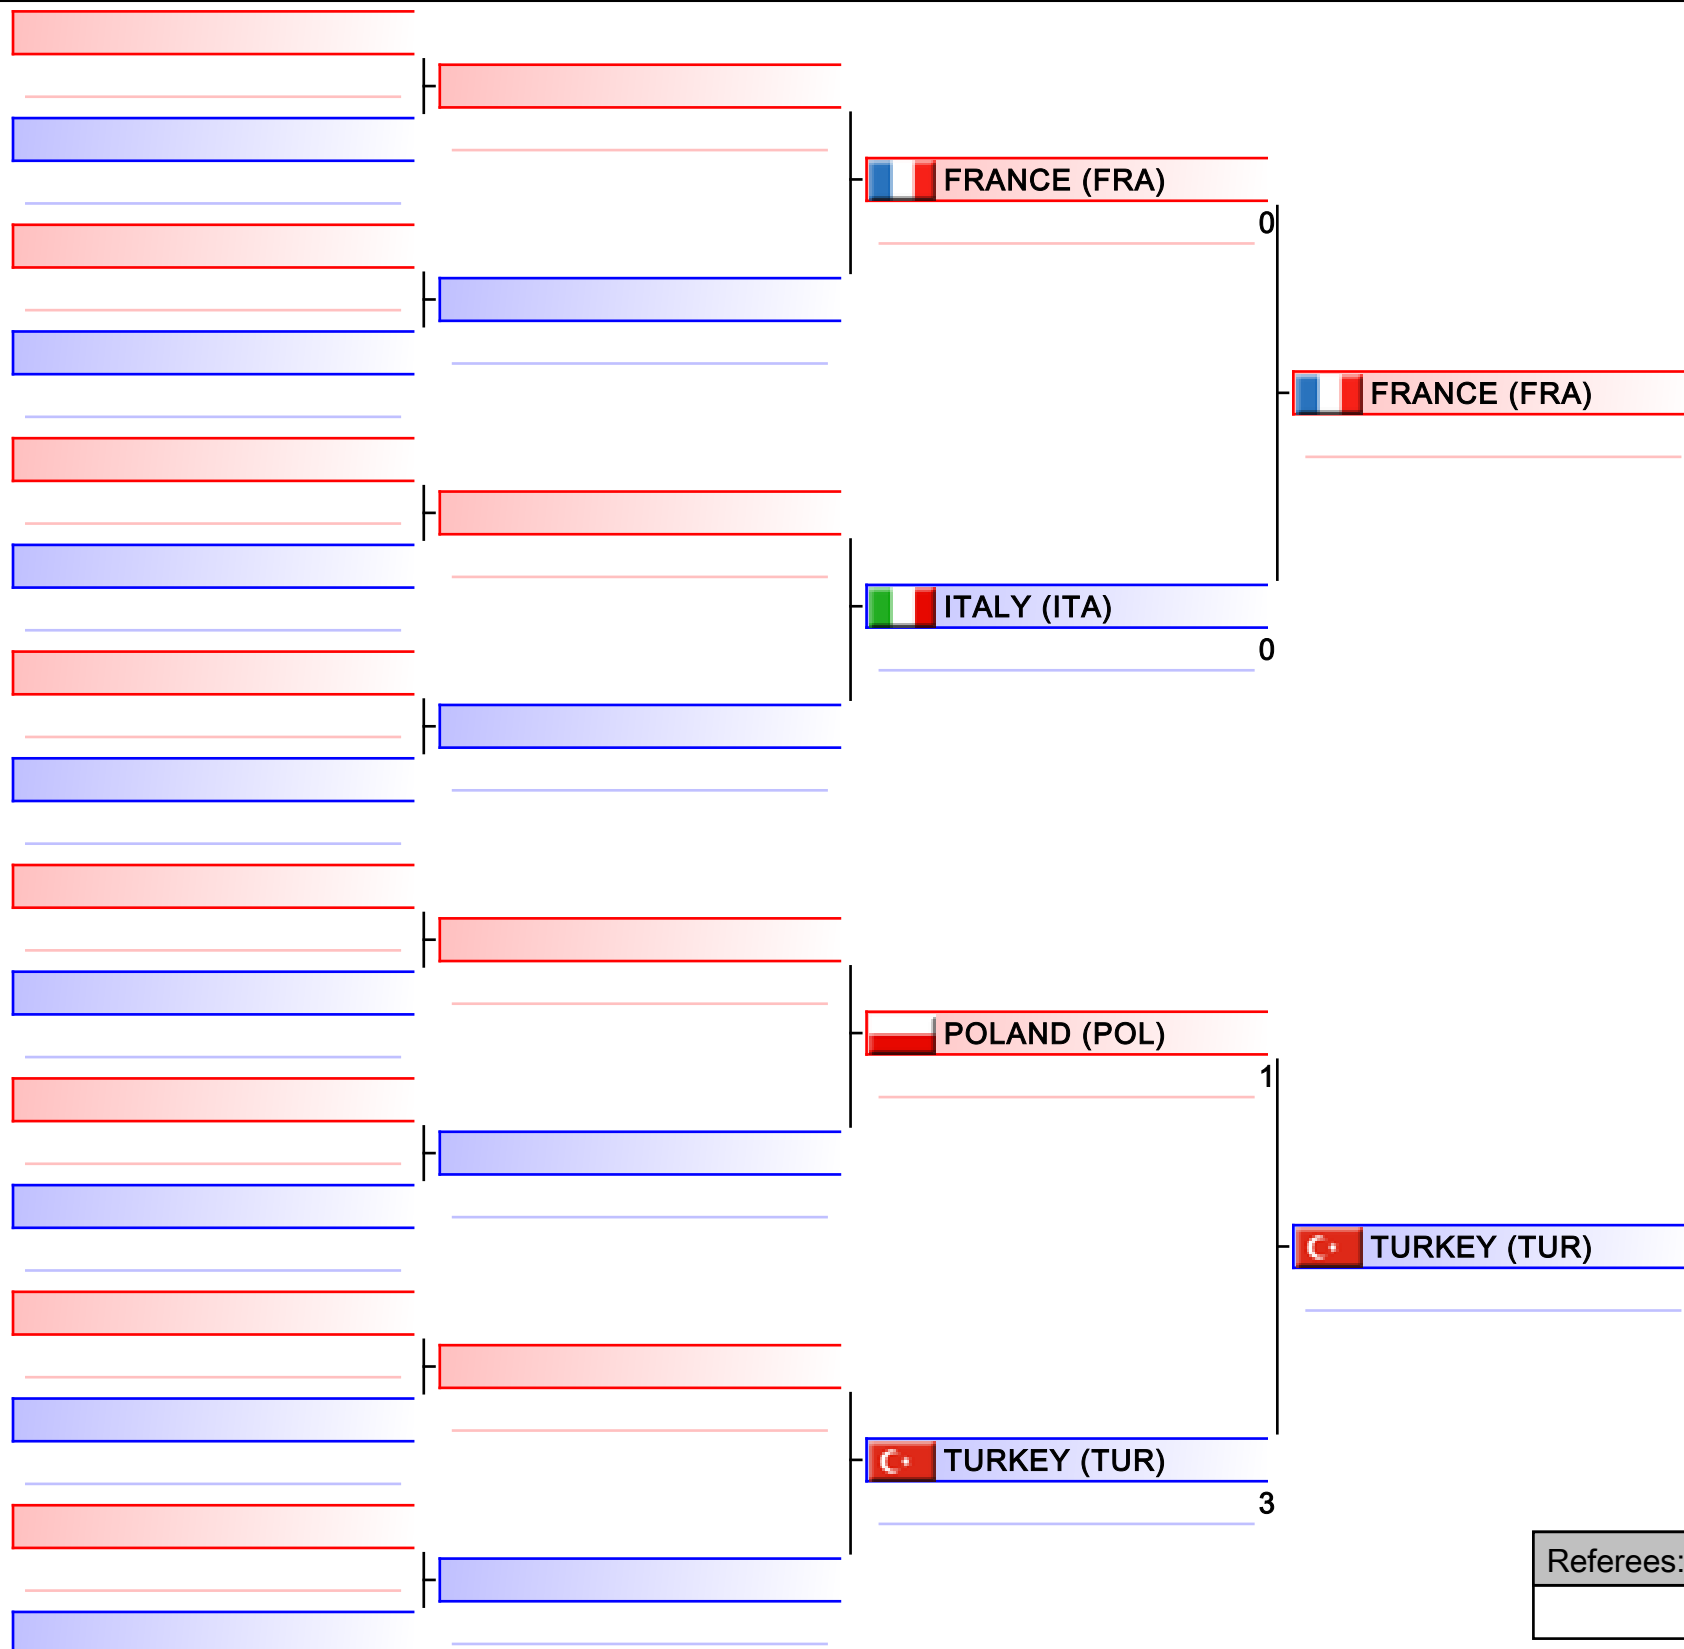 FRANCE (FRA)
0
FRANCE (FRA)
ITALY (ITA)
0
POLAND (POL)
1
TURKEY (TUR)
TURKEY (TUR)
3
Referees: